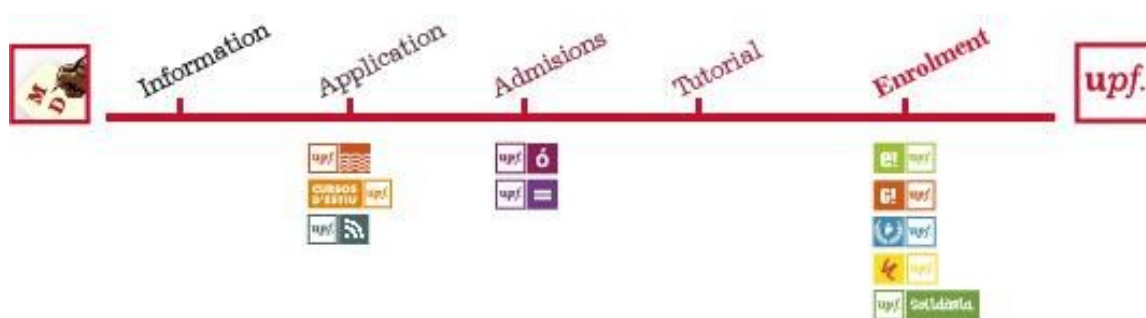 Information
Application
Admisions
Tutorial
Enrolment
M
D
upf.
upf.
CURSOS
D'ESTIU
upf.
upf.
upf. ó
upf. =
e! upf.
G! upf.
upf.
upf.
upf. Solidària